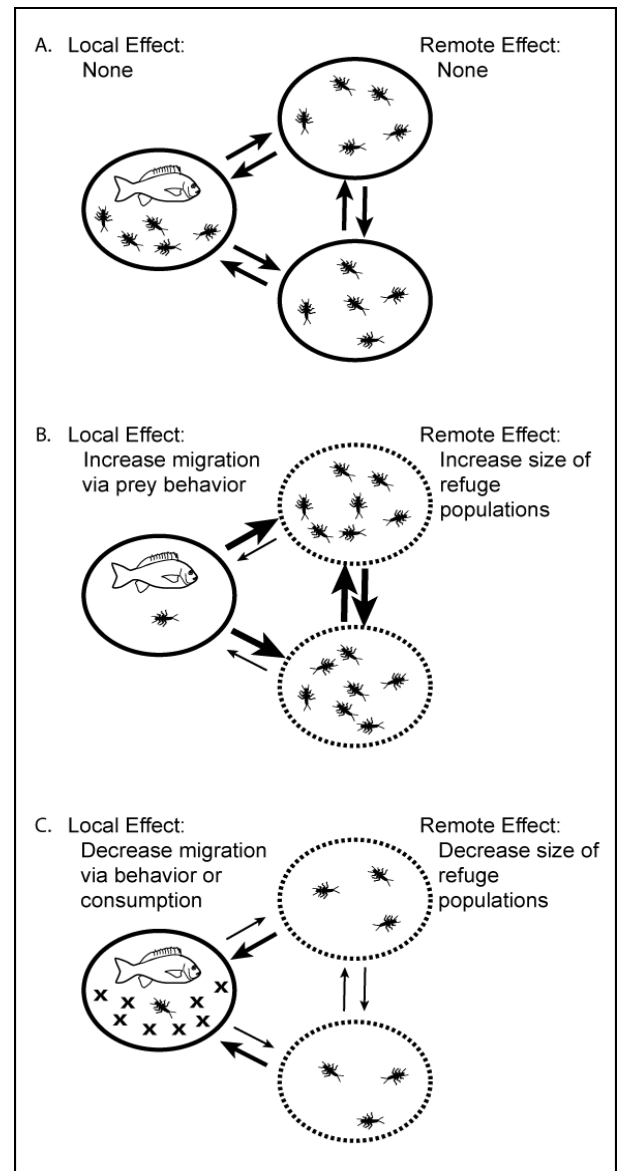 A. Local Effect:
None
Remote Effect:
None
B. Local Effect:
Increase migration
via prey behavior
Remote Effect:
Increase size of
refuge
populations
C. Local Effect:
Decrease migration
via behavior or
consumption
Remote Effect:
Decrease size of
refuge
populations
x x x x x x x x